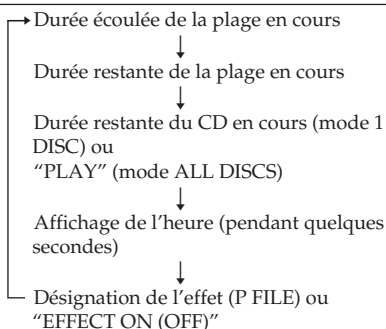 Durée écoulée de la plage en cours
Durée restante de la plage en cours
Durée restante du CD en cours (mode 1
DISC) ou
“PLAY” (mode ALL DISCS)
Affichage de l’heure (pendant quelques
secondes)
Désignation de l’effet (P FILE) ou
“EFFECT ON (OFF)”